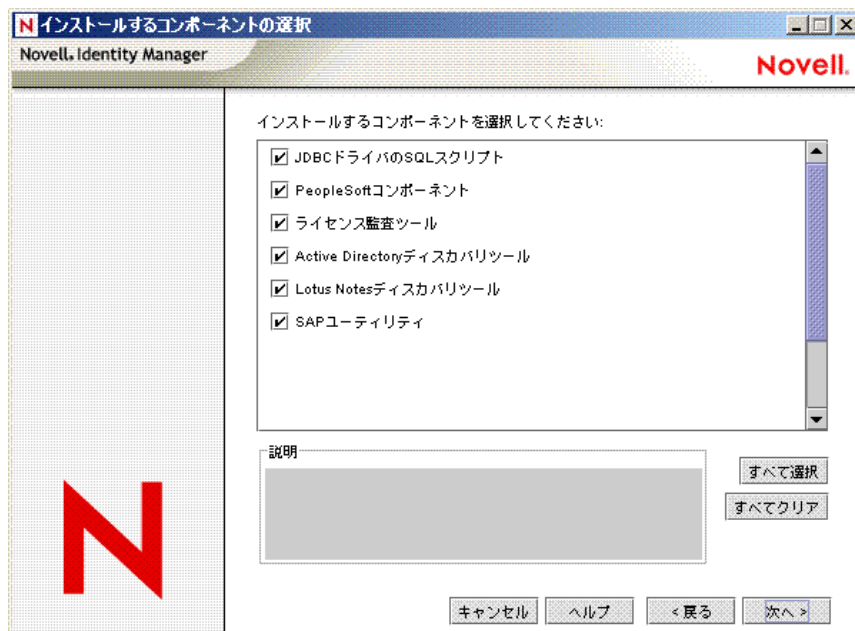 インストールするコンポーネントの選択
Novell. Identity Manager
Novell.
インストールするコンポーネントを選択してください:
JDBCドライバのSQLスクリプト
PeopleSoftコンポーネント
ライセンス監査ツール
Active Directoryディスカバリツール
Lotus Notesディスカバリツール
SAPユーティリティ
説明
すべて選択
すべてクリア
キャンセル
ヘルプ
< 戻る
次へ >